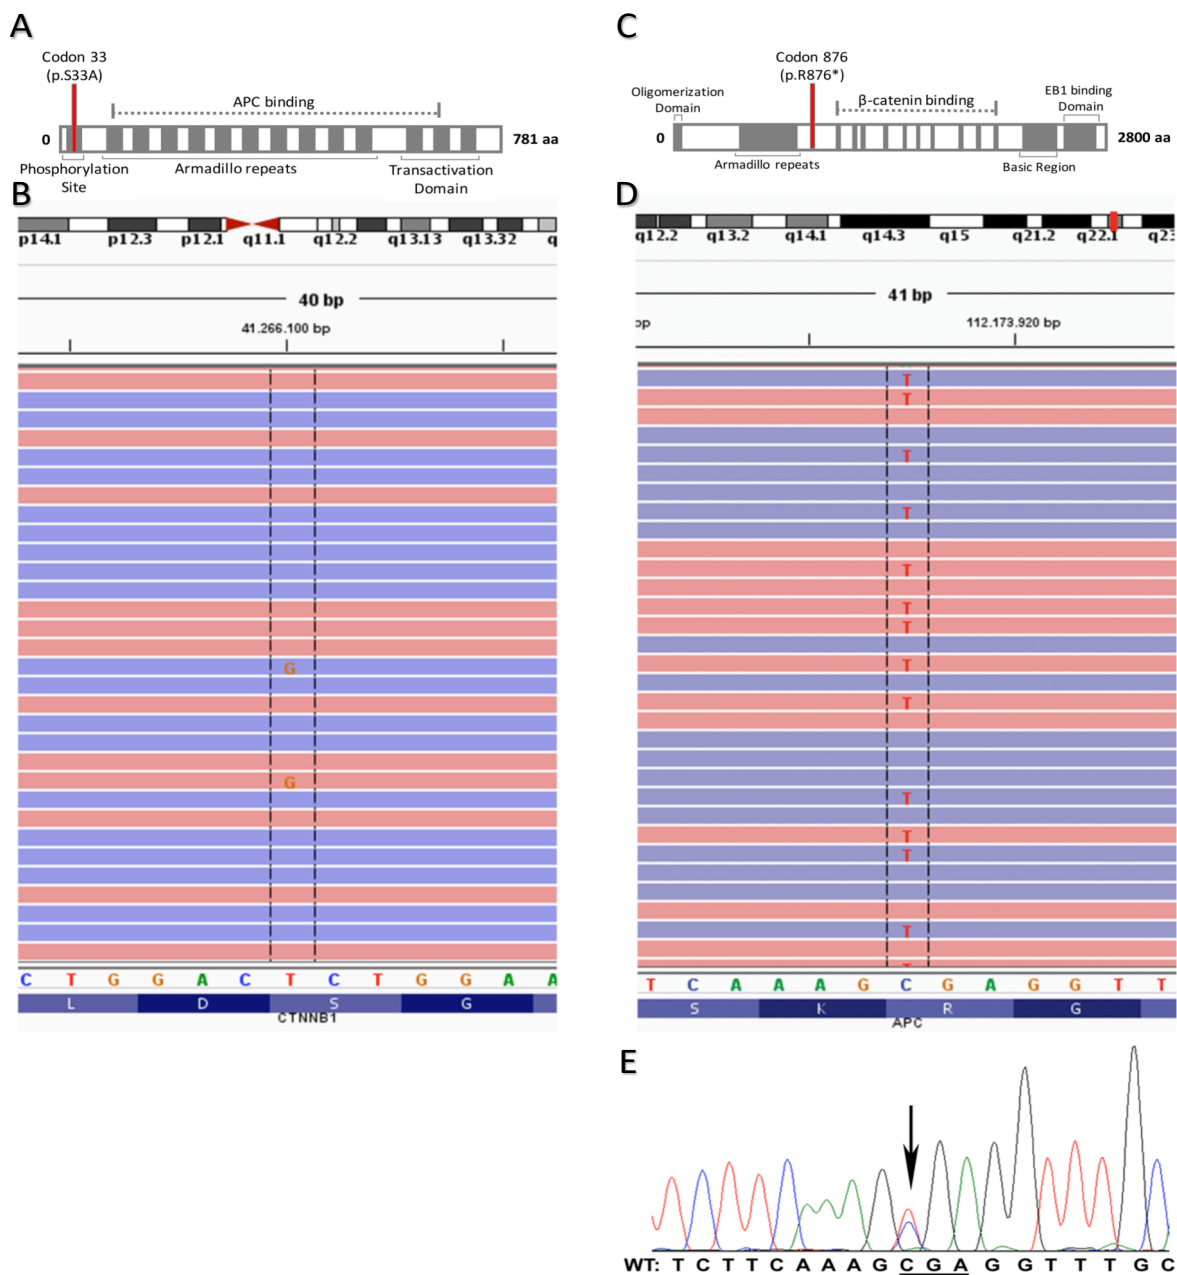 A
Codon 33
(p.S33A)
APC binding
0
781 aa
Phosphorylation
Site
Armadillo repeats
Transactivation
Domain
B
p14.1 p12.3 p12.1 q11.1 q12.2 q13.13 q13.32 q
40 bp
41.266.100 bp
G
G
C T G G A C T C T G G A A
L D S G
CTNNB1
C
Codon 876
(p.R876*)
Oligomerization
Domain
β-catenin binding
EB1 binding
Domain
0
2800 aa
Armadillo repeats
Basic Region
D
q12.2 q13.2 q14.1 q14.3 q15 q21.2 q22.1 q23
41 bp
op
112.173.920 bp
T
T
T
T
T
T
T
T
T
T
T
T
T
T C A A A G C G A G G T T
S K R G
APC
E
WT: T C T T C A A A G C G A G G T T T G C